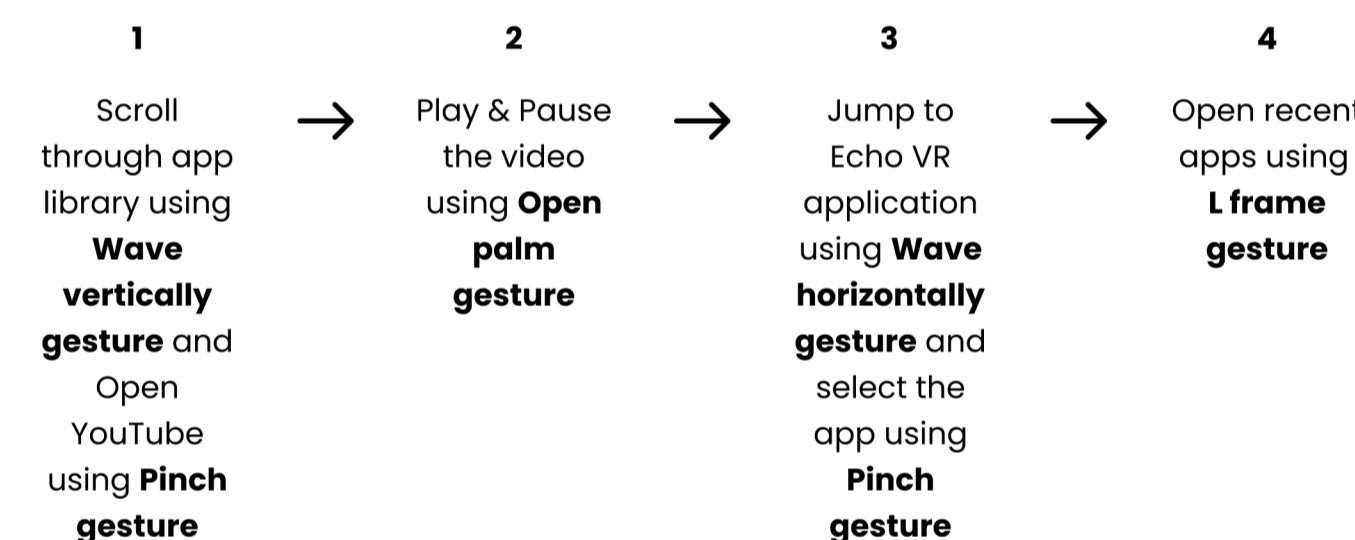 1
Scroll
through app
library using
Wave
vertically
gesture and
Open
YouTube
using Pinch
gesture
2
Play & Pause
the video
using Open
palm
gesture
3
Jump to
Echo VR
application
using Wave
horizontally
gesture and
select the
app using
Pinch
gesture
4
Open recent
apps using
L frame
gesture